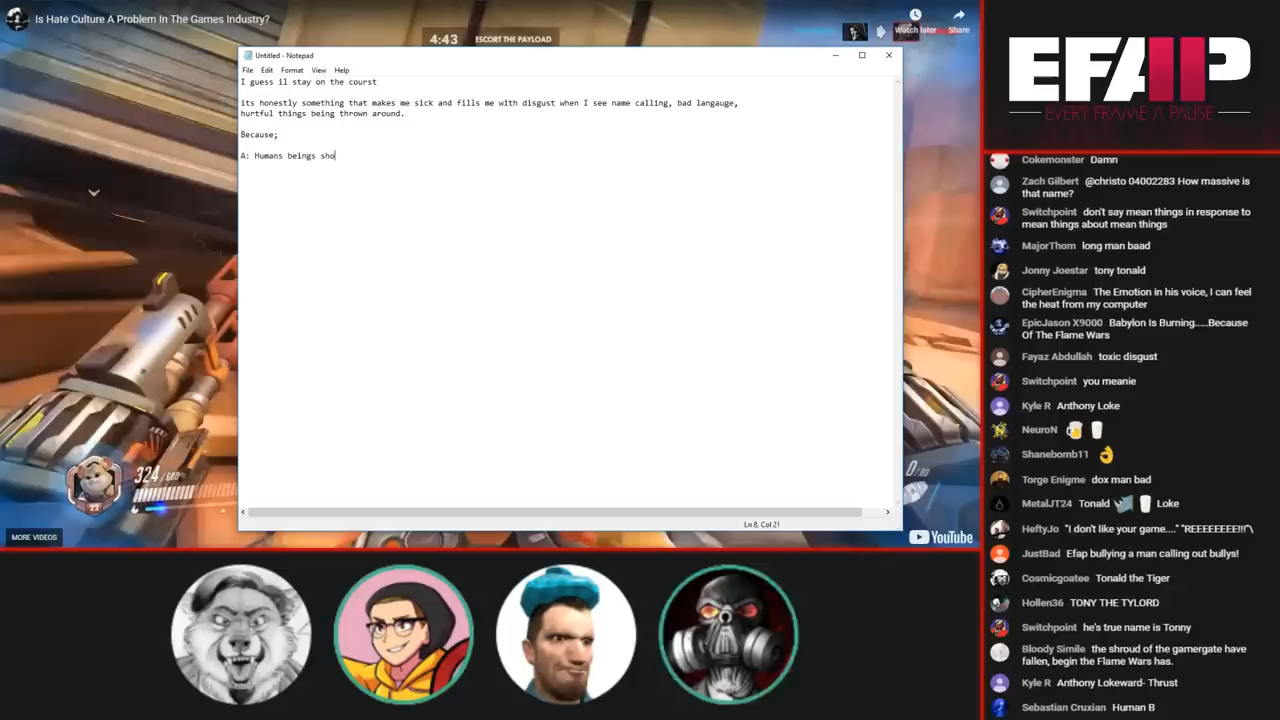 Is Hate Culture A Problem In The Games Industry?
Watch later
Share
4:43
ESCORT THE PAYLOAD
Untitled - Notepad
File Edit Format View Help
I guess il stay on the courst
its honestly something that makes me sick and fills me with disgust when I see name calling, bad langauge,
hurtful things being thrown around.
Because;
A: Humans beings sho
Ln 8, Col 21
324/680
22
0/80
MORE VIDEOS
YouTube
EFAP
EVERY FRAME A PAUSE
Cokemonster Damn
Zach Gilbert @christo 04002283 How massive is
that name?
Switchpoint don't say mean things in response to
mean things about mean things
MajorThom long man baad
Jonny Joestar tony tonald
CipherEnigma The Emotion in his voice, I can feel
the heat from my computer
EpicJason X9000 Babylon Is Burning.....Because
Of The Flame Wars
Fayaz Abdullah toxic disgust
Switchpoint you meanie
Kyle R Anthony Loke
NeuroN 🍺 🥛
Shanebomb11 👌
Torge Enigme dox man bad
MetalJT24 Tonald 🦈 🥛 Loke
HeftyJo "I don't like your game...." "REEEEEEEE!!!"\
JustBad Efap bullying a man calling out bullys!
Cosmicgoatee Tonald the Tiger
Hollen36 TONY THE TYLORD
Switchpoint he's true name is Tonny
Bloody Simile the shroud of the gamergate have
fallen, begin the Flame Wars has.
Kyle R Anthony Lokeward- Thrust
Sebastian Cruxian Human B